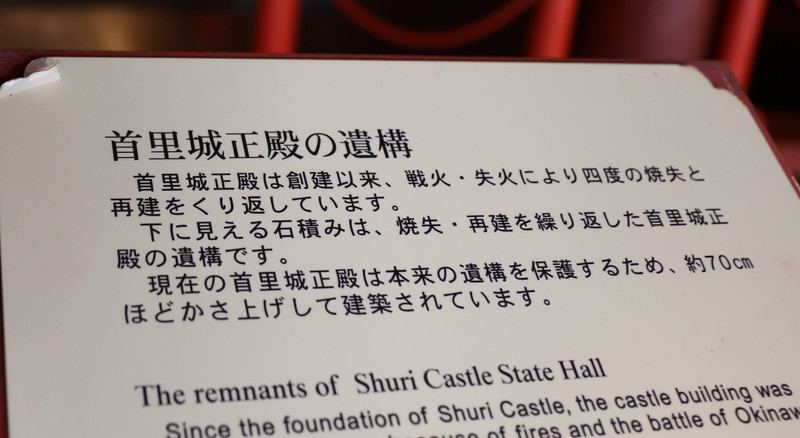 首里城正殿の遺構
首里城正殿は創建以来、戦火・失火により四度の焼失と
再建をくり返しています。
下に見える石積みは、焼失・再建を繰り返した首里城正
殿の遺構です。
現在の首里城正殿は本来の遺構を保護するため、約70cm
ほどかさ上げして建築されています。
The remnants of Shuri Castle State Hall
Since the foundation of Shuri Castle, the castle building was
of fires and the battle of